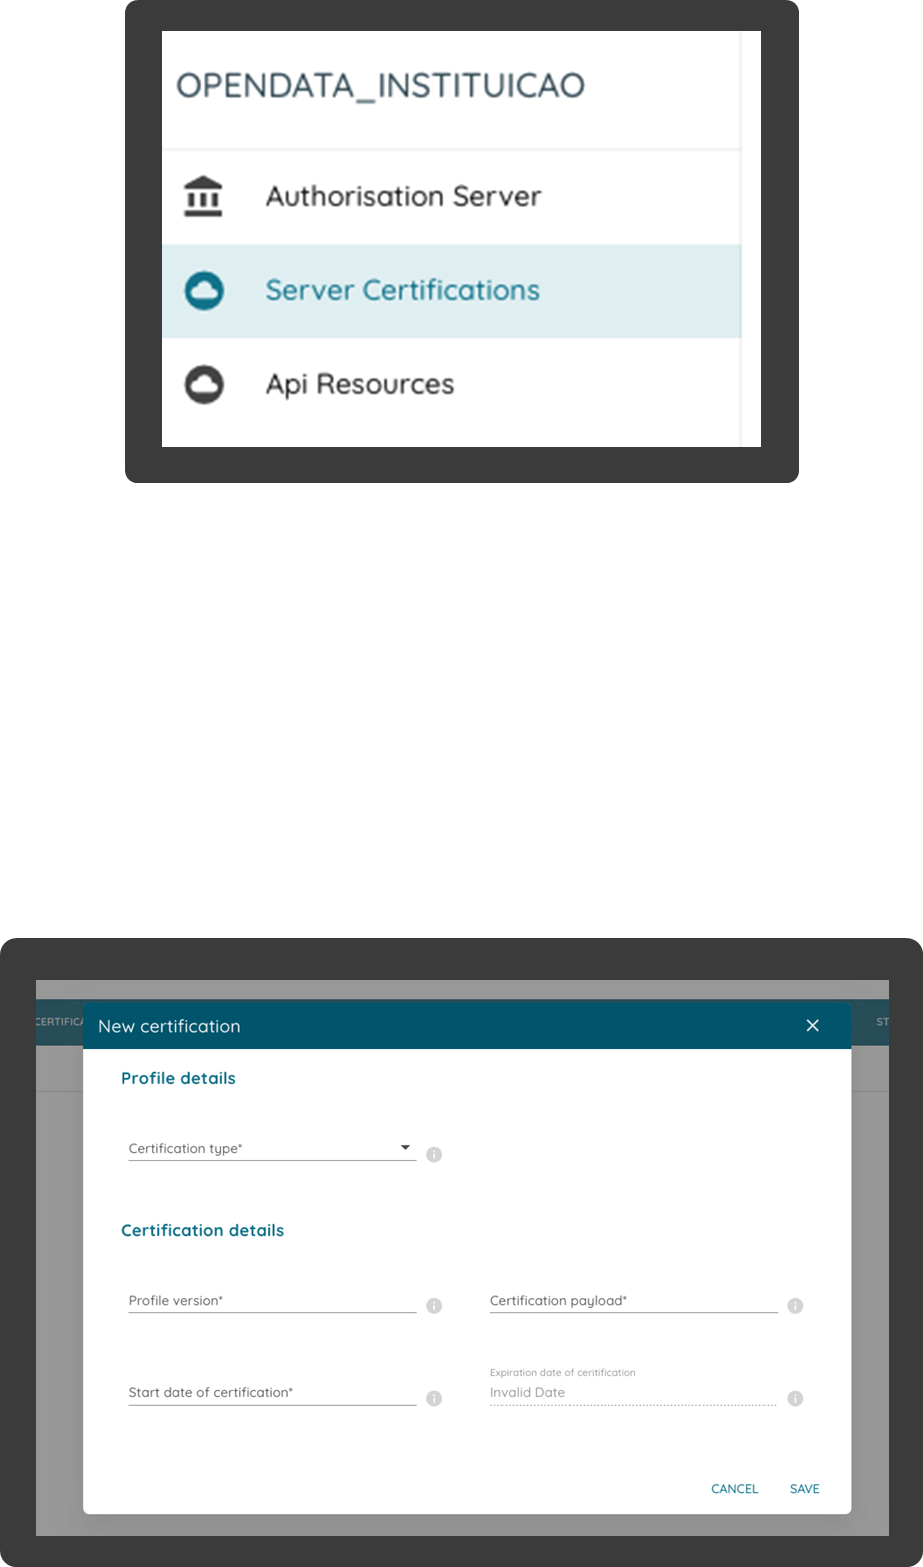 OPENDATA_INSTITUICAO
Authorisation Server
Server Certifications
Api Resources
CERTIFICA
New certification
ST
Profile details
Certification type*
Certification details
Profile version*
Certification payload*
Expiration date of ceritification
Start date of certification*
Invalid Date
CANCEL
SAVE